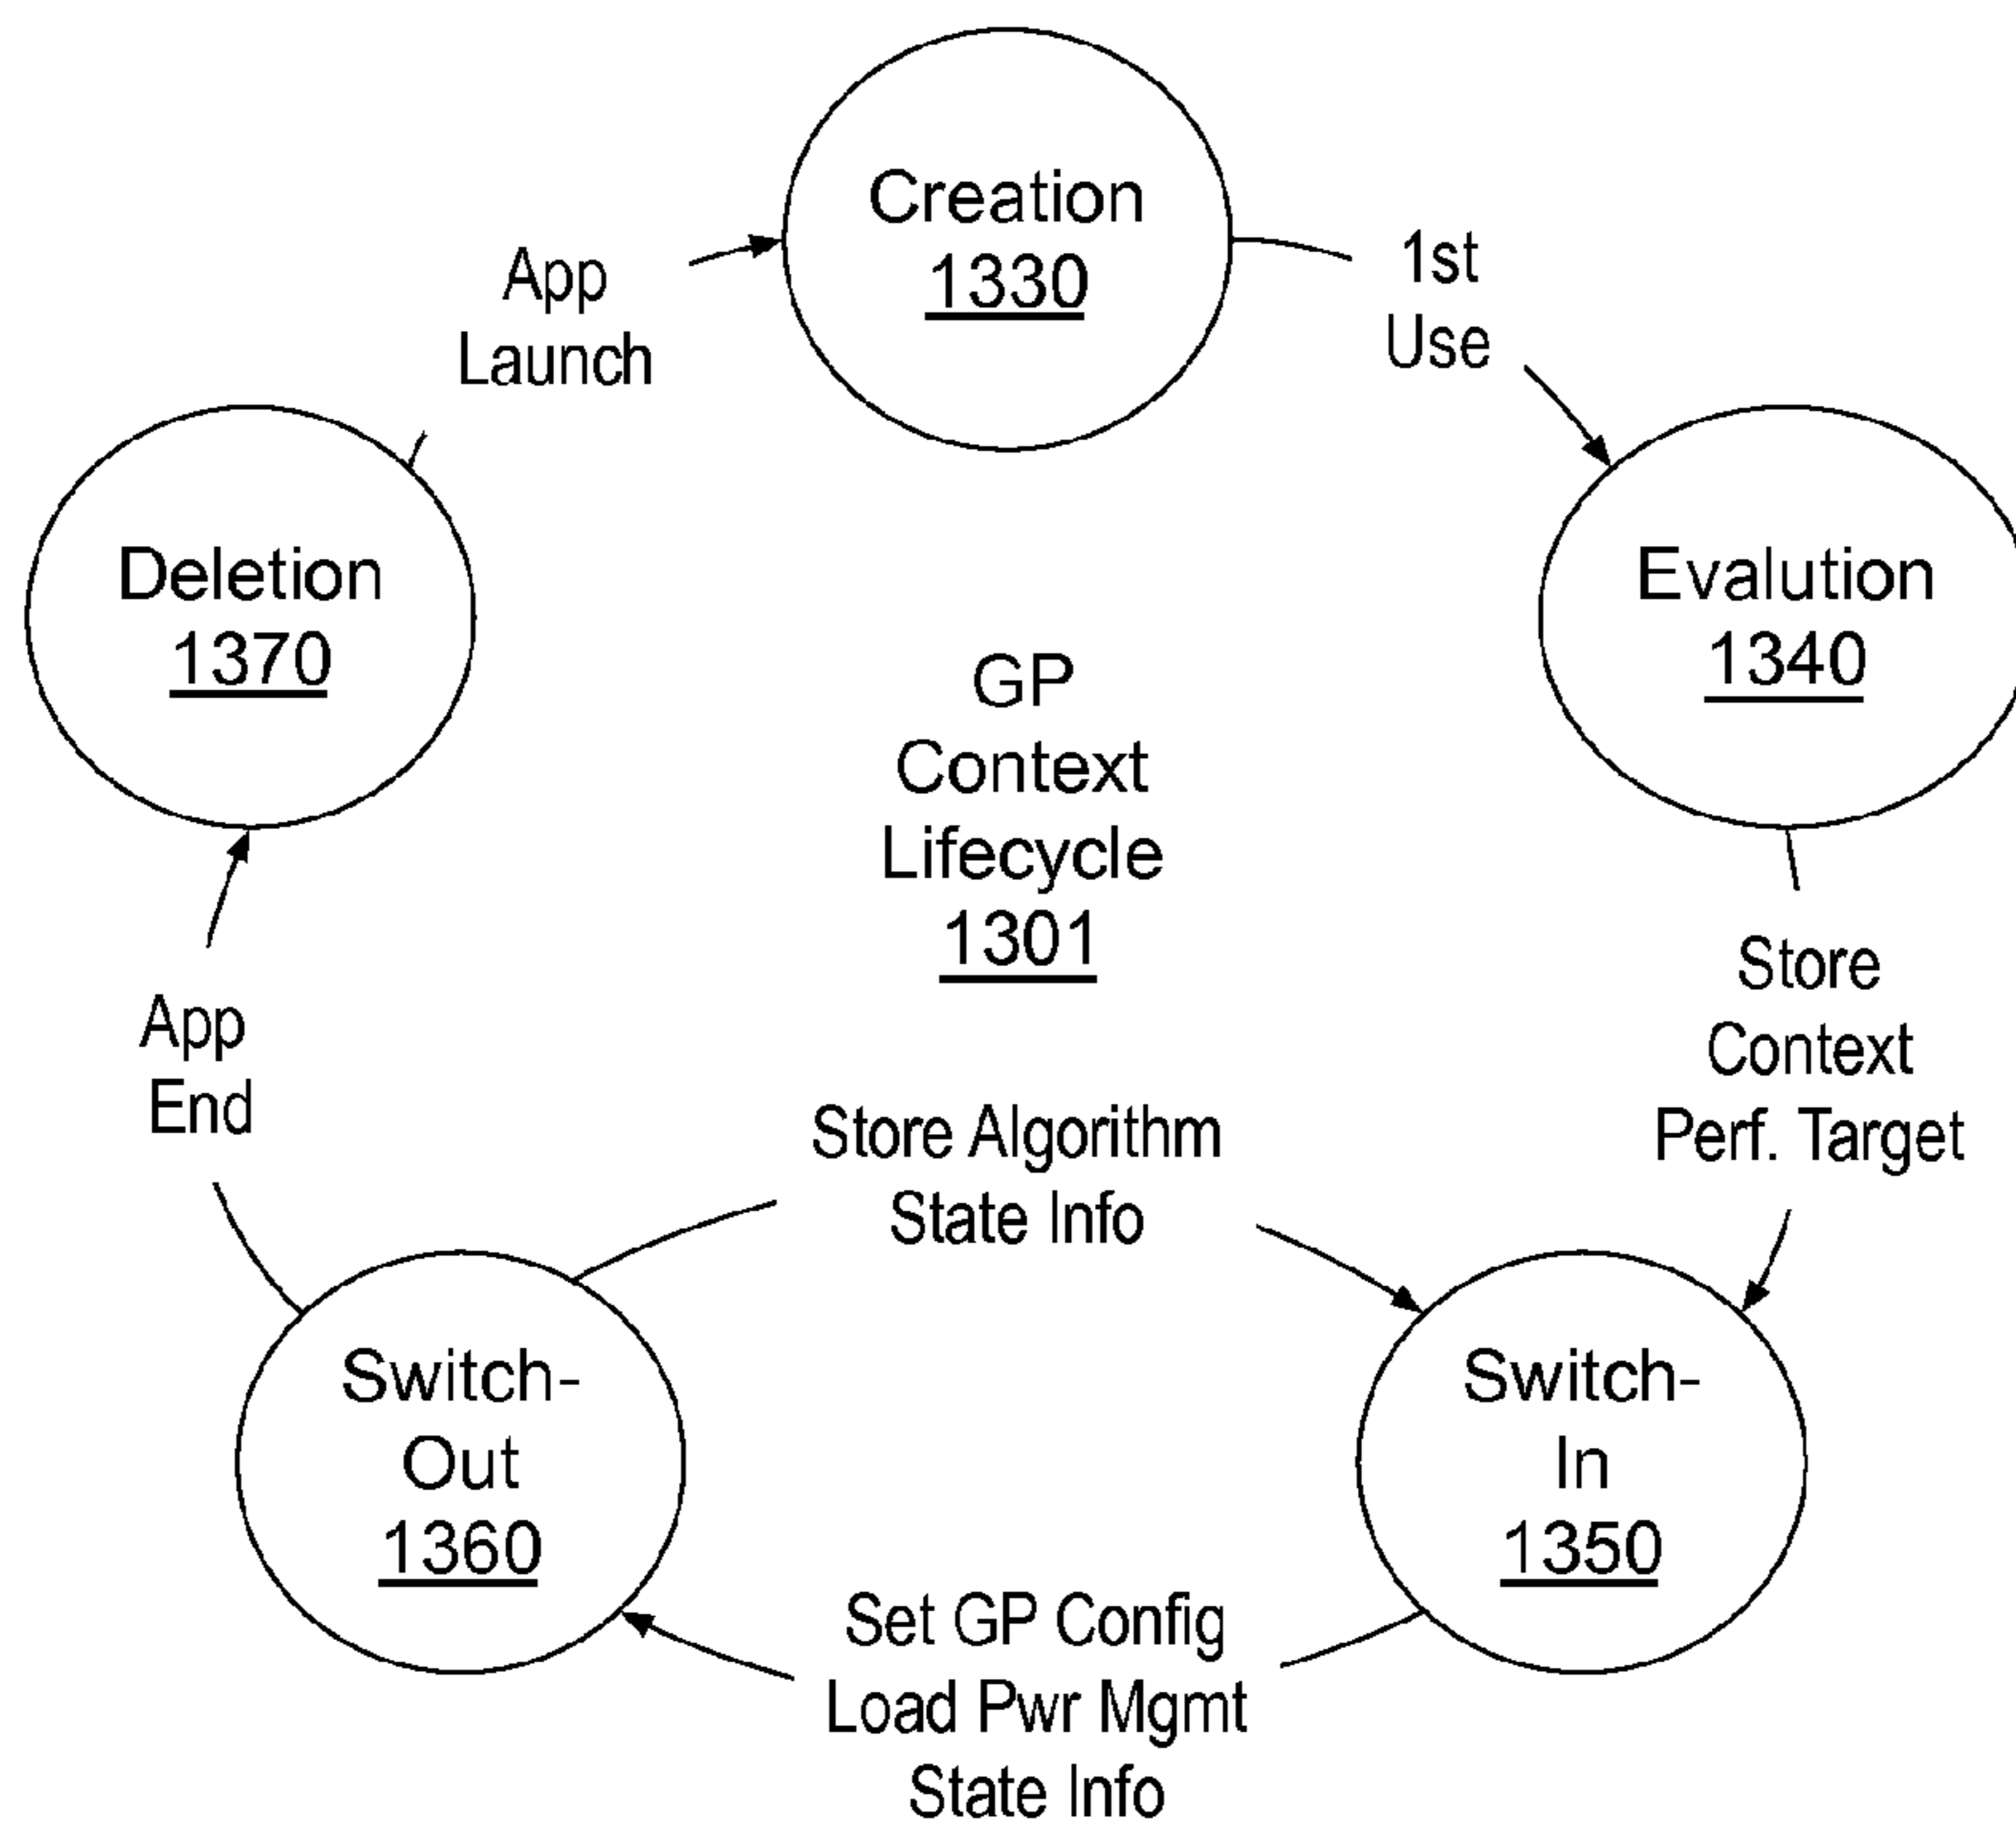 Creation
1330
1st
Use
App
Launch
Deletion
1370
Evalution
1340
GP
Context
Lifecycle
1301
Store
Context
Perf. Target
App
End
Store Algorithm
State Info
Switch-
Out
1360
Switch-
In
1350
Set GP Config
Load Pwr Mgmt
State Info